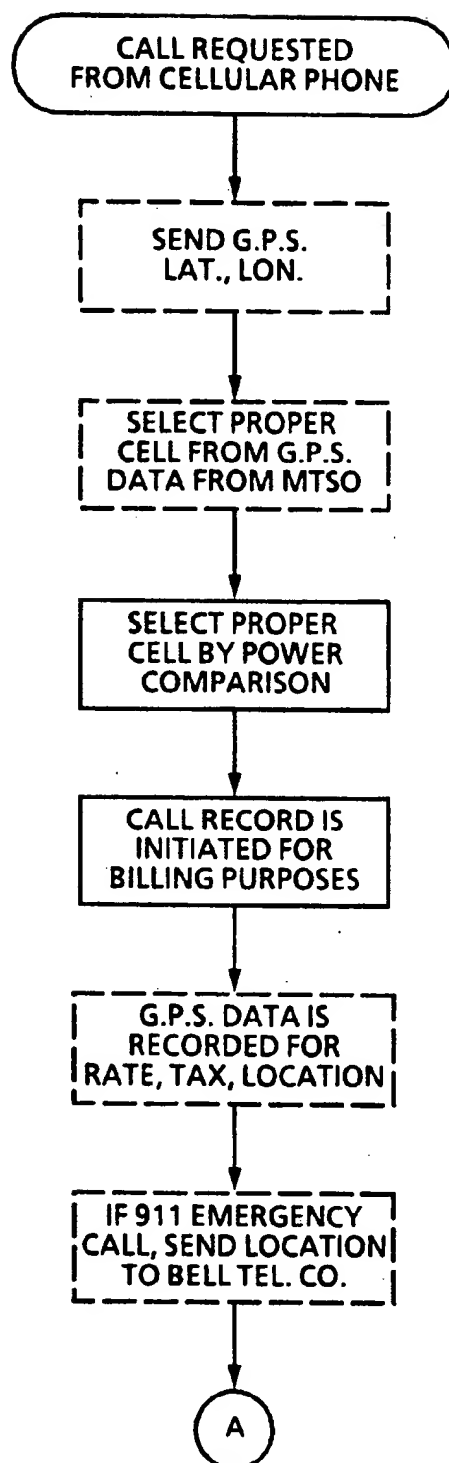 CALL REQUESTED
FROM CELLULAR PHONE
SEND G.P.S.
LAT., LON.
SELECT PROPER
CELL FROM G.P.S.
DATA FROM MTSO
SELECT PROPER
CELL BY POWER
COMPARISON
CALL RECORD IS
INITIATED FOR
BILLING PURPOSES
G.P.S. DATA IS
RECORDED FOR
RATE, TAX, LOCATION
IF 911 EMERGENCY
CALL, SEND LOCATION
TO BELL TEL. CO.
A